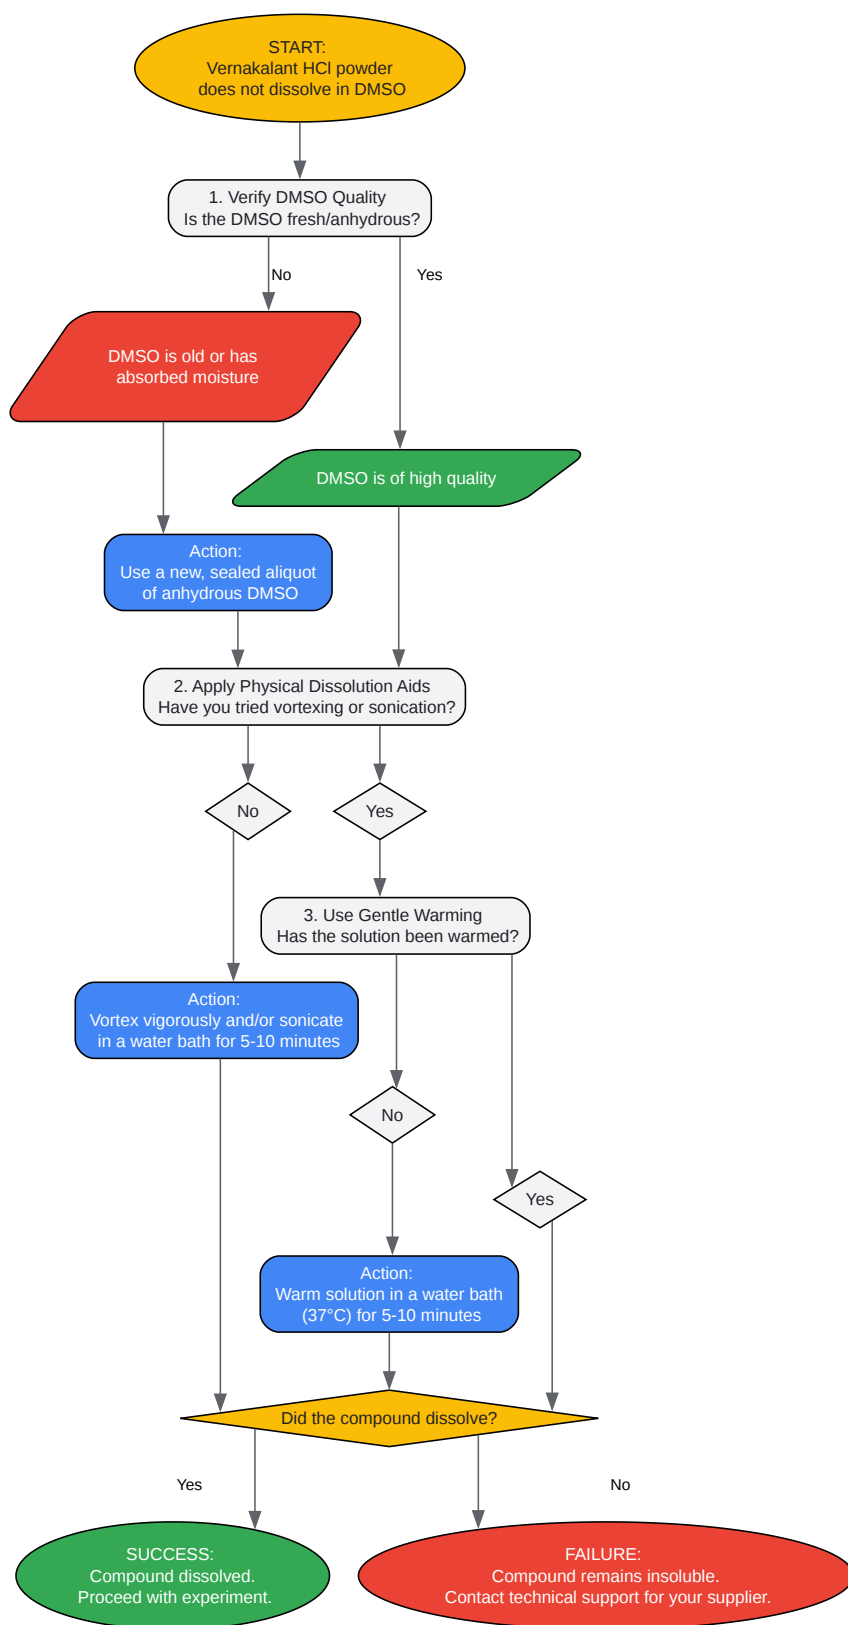 START:
Vernakalant HCl powder
does not dissolve in DMSO
1. Verify DMSO Quality
Is the DMSO fresh/anhydrous?
No
Yes
DMSO is old or has
absorbed moisture
DMSO is of high quality
Action:
Use a new, sealed aliquot
of anhydrous DMSO
2. Apply Physical Dissolution Aids
Have you tried vortexing or sonication?
No
Yes
3. Use Gentle Warming
Has the solution been warmed?
Action:
Vortex vigorously and/or sonicate
in a water bath for 5-10 minutes
No
Yes
Action:
Warm solution in a water bath
(37°C) for 5-10 minutes
Did the compound dissolve?
Yes
No
SUCCESS:
Compound dissolved.
Proceed with experiment.
FAILURE:
Compound remains insoluble.
Contact technical support for your supplier.